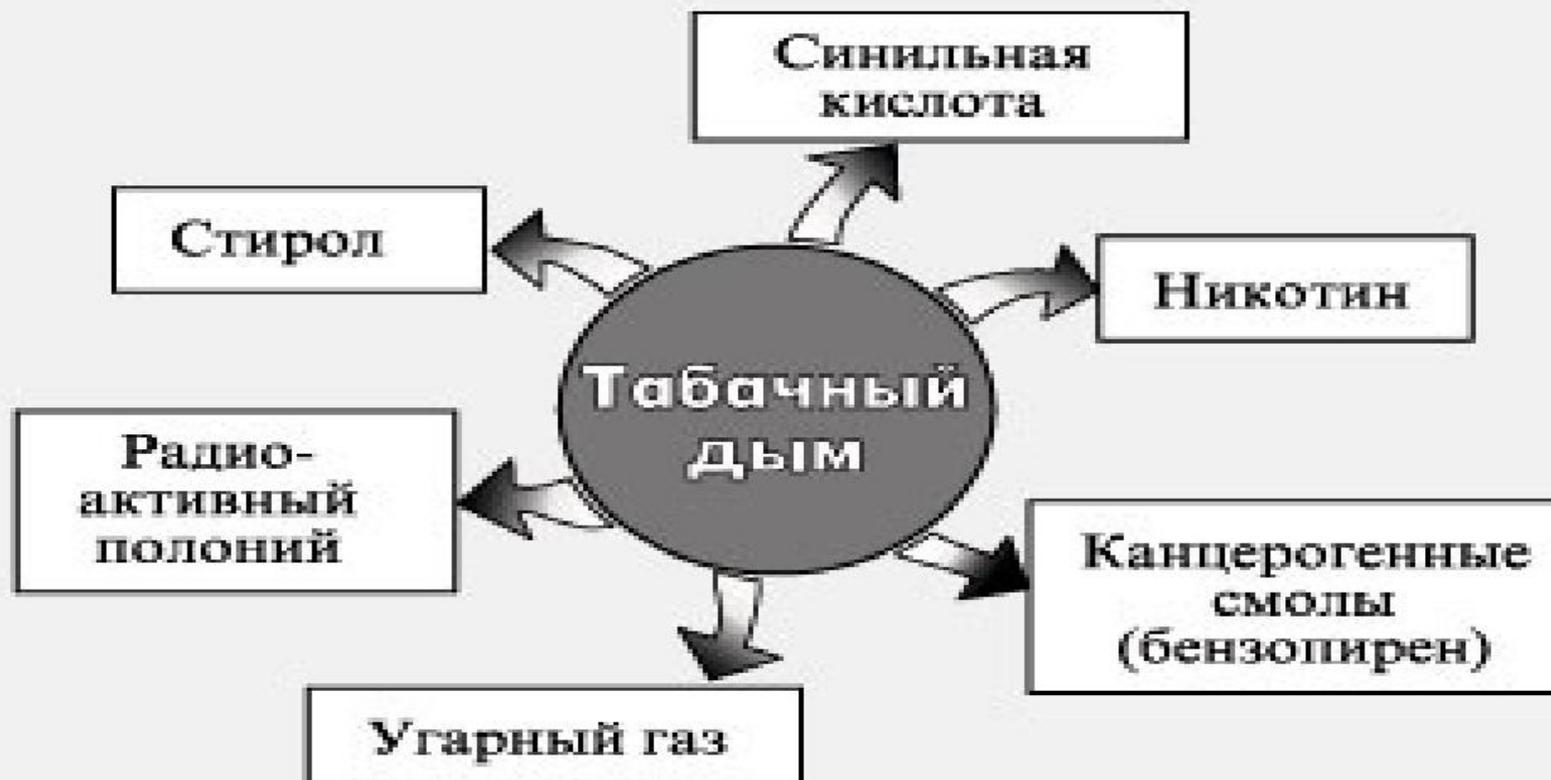 Синильная
кислота
Стирол
Никотин
Табачный
дым
Радио-
активный
полоний
Канцерогенные
смолы
(бензопирен)
Угарный газ